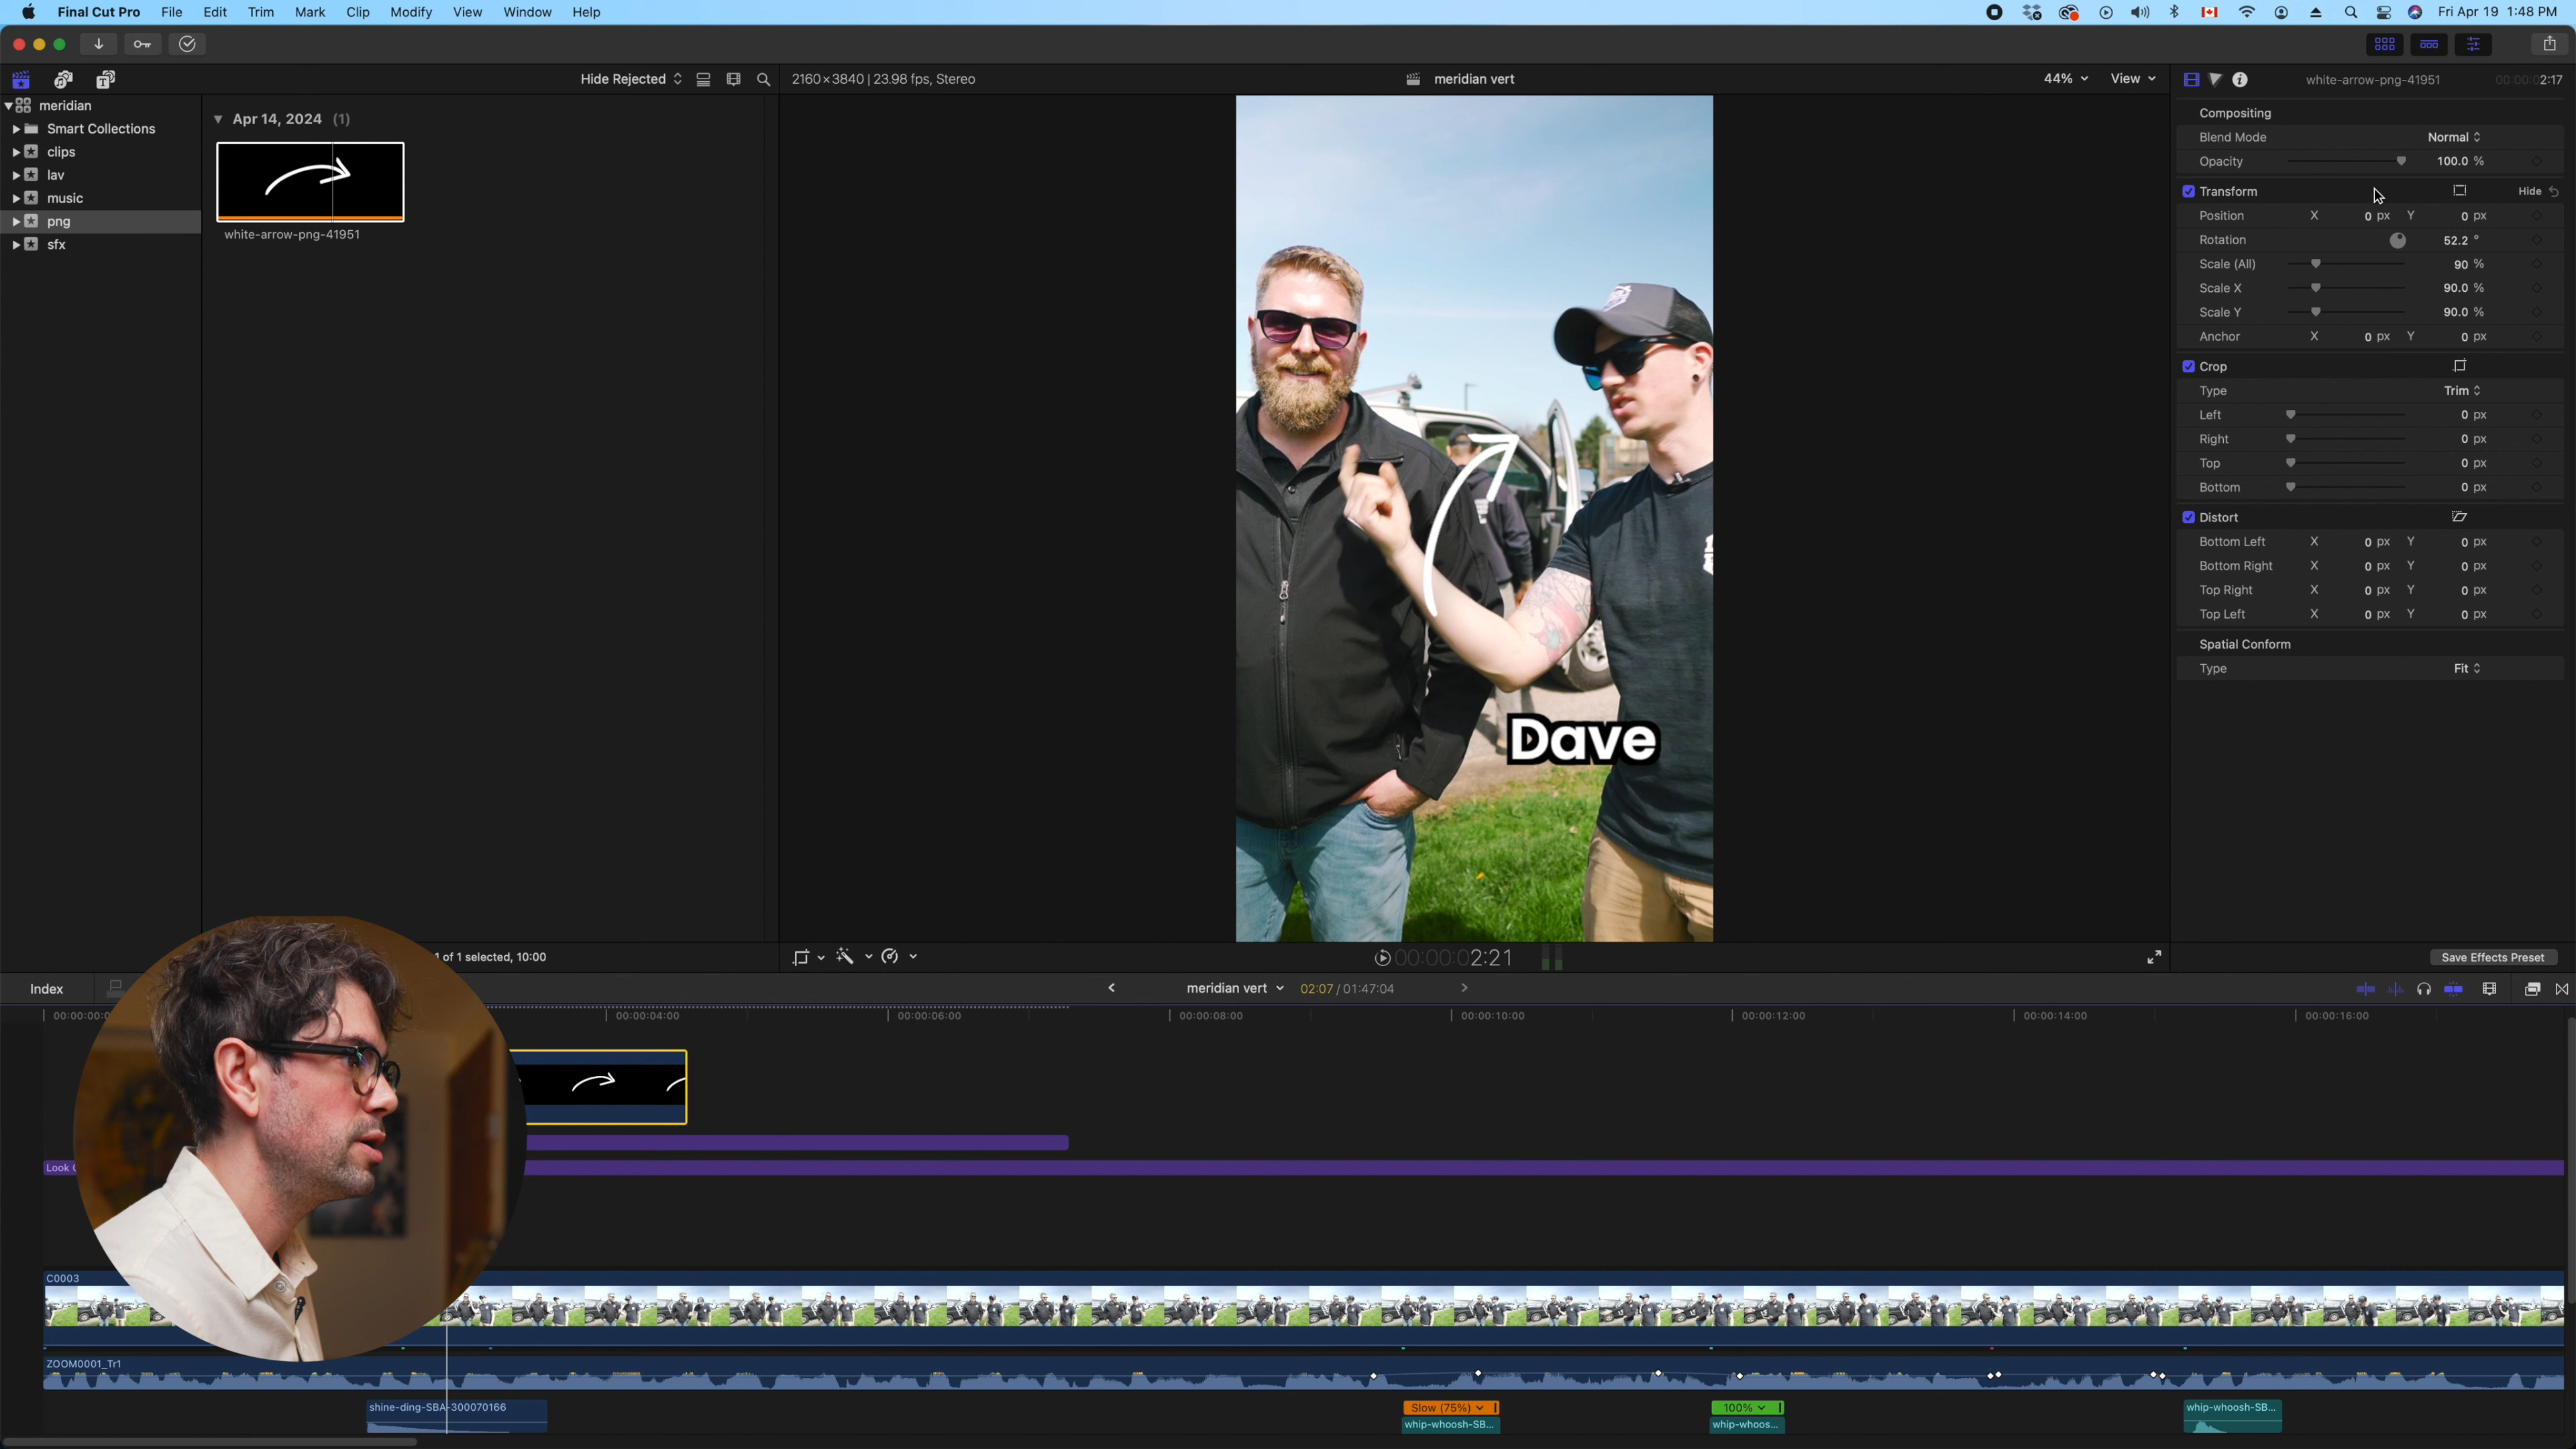 Final Cut Pro File Edit Trim Mark Clip Modify View Window Help Fri Apr 19 1:48 PM
Hide Rejected 2160×3840 | 23.98 fps, Stereo meridian vert 44% View white-arrow-png-41951 00:00:02:17
meridian
Smart Collections
clips
lav
music
png
sfx
Apr 14, 2024 (1)
white-arrow-png-41951
1 of 1 selected, 10:00
Dave
00:00:00:02:21
Compositing
Blend Mode Normal
Opacity 100.0 %
Transform Hide
Position X 0 px Y 0 px
Rotation 52.2 °
Scale (All) 90 %
Scale X 90.0 %
Scale Y 90.0 %
Anchor X 0 px Y 0 px
Crop
Type Trim
Left 0 px
Right 0 px
Top 0 px
Bottom 0 px
Distort
Bottom Left X 0 px Y 0 px
Bottom Right X 0 px Y 0 px
Top Right X 0 px Y 0 px
Top Left X 0 px Y 0 px
Spatial Conform
Type Fit
Save Effects Preset
Index meridian vert 02:07 / 01:47:04
00:00:04:00 00:00:06:00 00:00:08:00 00:00:10:00 00:00:12:00 00:00:14:00 00:00:16:00
Look
C0003
ZOOM0001_Tr1
shine-ding-SBA-300070166
Slow (75%) 100% whip-whoosh-SB...
whip-whoosh-SB... whip-whoos...